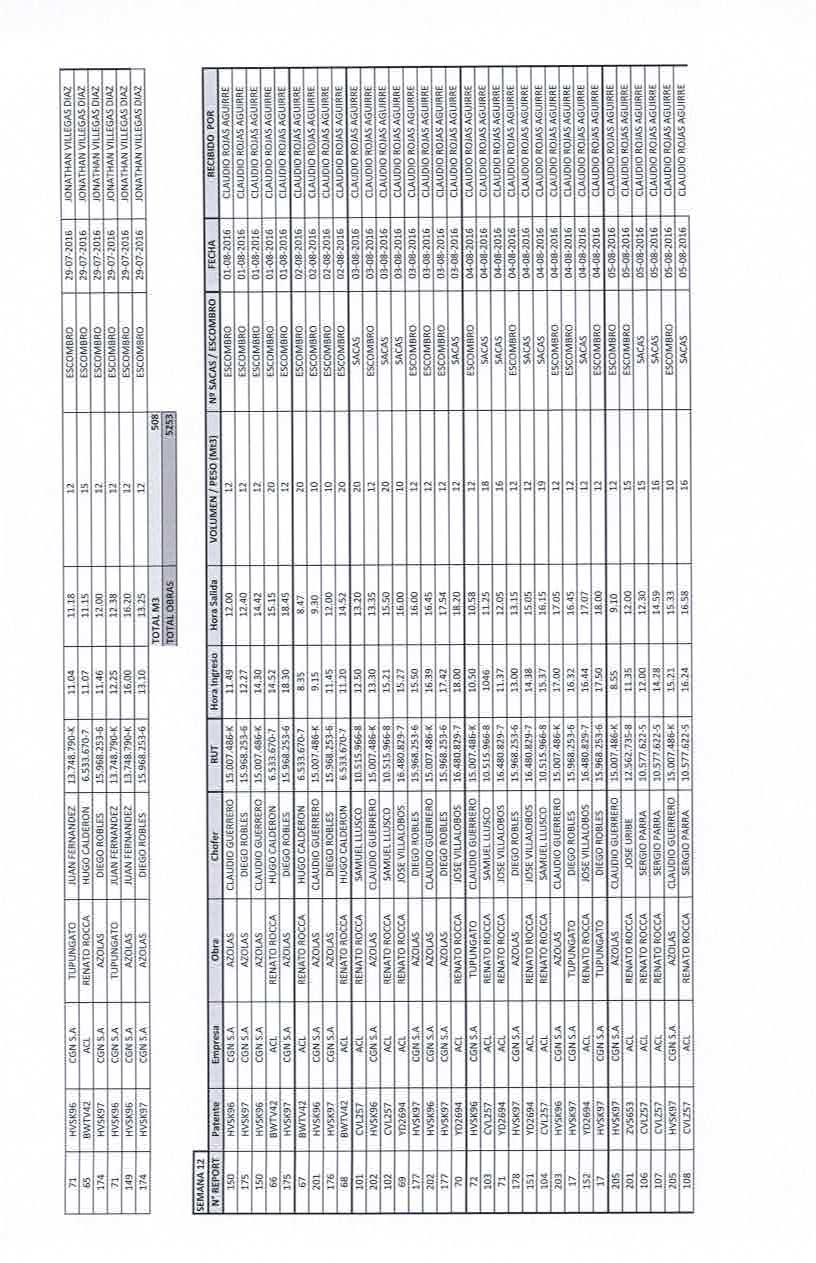 71 HVSK96 CGN S.A TUPUNGATO JUAN FERNANDEZ 13.748.790-K 11.04 11.18 12 ESCOMBRO 29-07-2016 JONATHAN VILLEGAS DIAZ
65 BWTV42 ACL RENATO ROCCA HUGO CALDERON 6.533.670-7 11.07 11.15 15 ESCOMBRO 29-07-2016 JONATHAN VILLEGAS DIAZ
174 HVSK97 CGN S.A AZOLAS DIEGO ROBLES 15.968.253-6 11.46 12.00 12 ESCOMBRO 29-07-2016 JONATHAN VILLEGAS DIAZ
71 HVSK96 CGN S.A TUPUNGATO JUAN FERNANDEZ 13.748.790-K 12.25 12.38 12 ESCOMBRO 29-07-2016 JONATHAN VILLEGAS DIAZ
149 HVSK96 CGN S.A AZOLAS JUAN FERNANDEZ 13.748.790-K 16.00 16.20 12 ESCOMBRO 29-07-2016 JONATHAN VILLEGAS DIAZ
174 HVSK97 CGN S.A AZOLAS DIEGO ROBLES 15.968.253-6 13.10 13.25 12 ESCOMBRO 29-07-2016 JONATHAN VILLEGAS DIAZ
TOTAL M3 508
TOTAL OBRAS 5253
SEMANA 12
N° REPORT Patente Empresa Obra Chofer RUT Hora Ingreso Hora Salida VOLUMEN / PESO (Mt3) Nº SACAS / ESCOMBRO FECHA RECIBIDO POR
150 HVSK96 CGN S.A AZOLAS CLAUDIO GUERRERO 15.007.486-K 11.49 12.00 12 ESCOMBRO 01-08-2016 CLAUDIO ROJAS AGUIRRE
175 HVSK97 CGN S.A AZOLAS DIEGO ROBLES 15.968.253-6 12.27 12.40 12 ESCOMBRO 01-08-2016 CLAUDIO ROJAS AGUIRRE
150 HVSK96 CGN S.A AZOLAS CLAUDIO GUERRERO 15.007.486-K 14.30 14.42 12 ESCOMBRO 01-08-2016 CLAUDIO ROJAS AGUIRRE
66 BWTV42 ACL RENATO ROCCA HUGO CALDERON 6.533.670-7 14.52 15.15 20 ESCOMBRO 01-08-2016 CLAUDIO ROJAS AGUIRRE
175 HVSK97 CGN S.A AZOLAS DIEGO ROBLES 15.968.253-6 18.30 18.45 12 ESCOMBRO 01-08-2016 CLAUDIO ROJAS AGUIRRE
67 BWTV42 ACL RENATO ROCCA HUGO CALDERON 6.533.670-7 8.35 8.47 20 ESCOMBRO 02-08-2016 CLAUDIO ROJAS AGUIRRE
201 HVSK96 CGN S.A AZOLAS CLAUDIO GUERRERO 15.007.486-K 9.15 9.30 10 ESCOMBRO 02-08-2016 CLAUDIO ROJAS AGUIRRE
176 HVSK97 CGN S.A AZOLAS DIEGO ROBLES 15.968.253-6 11.45 12.00 10 ESCOMBRO 02-08-2016 CLAUDIO ROJAS AGUIRRE
68 BWTV42 ACL RENATO ROCCA HUGO CALDERON 6.533.670-7 11.20 14.52 20 ESCOMBRO 02-08-2016 CLAUDIO ROJAS AGUIRRE
101 CVLZ57 ACL RENATO ROCCA SAMUEL LLUSCO 10.515.966-8 12.50 13.20 20 SACAS 03-08-2016 CLAUDIO ROJAS AGUIRRE
202 HVSK96 CGN S.A AZOLAS CLAUDIO GUERRERO 15.007.486-K 13.30 13.35 12 ESCOMBRO 03-08-2016 CLAUDIO ROJAS AGUIRRE
102 CVLZ57 ACL RENATO ROCCA SAMUEL LLUSCO 10.515.966-8 15.21 15.50 20 SACAS 03-08-2016 CLAUDIO ROJAS AGUIRRE
69 YD2694 ACL RENATO ROCCA JOSE VILLALOBOS 16.480.829-7 15.27 16.00 10 SACAS 03-08-2016 CLAUDIO ROJAS AGUIRRE
177 HVSK97 CGN S.A AZOLAS DIEGO ROBLES 15.968.253-6 15.50 16.00 12 ESCOMBRO 03-08-2016 CLAUDIO ROJAS AGUIRRE
202 HVSK96 CGN S.A AZOLAS CLAUDIO GUERRERO 15.007.486-K 16.39 16.45 12 ESCOMBRO 03-08-2016 CLAUDIO ROJAS AGUIRRE
177 HVSK97 CGN S.A AZOLAS DIEGO ROBLES 15.968.253-6 17.42 17.54 12 ESCOMBRO 03-08-2016 CLAUDIO ROJAS AGUIRRE
70 YD2694 ACL RENATO ROCCA JOSE VILLALOBOS 16.480.829-7 18.00 18.20 12 SACAS 03-08-2016 CLAUDIO ROJAS AGUIRRE
72 HVSK96 CGN S.A TUPUNGATO CLAUDIO GUERRERO 15.007.486-K 10.50 10.58 12 ESCOMBRO 04-08-2016 CLAUDIO ROJAS AGUIRRE
103 CVLZ57 ACL RENATO ROCCA SAMUEL LLUSCO 10.515.966-8 1046 11.25 18 SACAS 04-08-2016 CLAUDIO ROJAS AGUIRRE
71 YD2694 ACL RENATO ROCCA JOSE VILLALOBOS 16.480.829-7 11.37 12.05 16 SACAS 04-08-2016 CLAUDIO ROJAS AGUIRRE
178 HVSK97 CGN S.A AZOLAS DIEGO ROBLES 15.968.253-6 13.00 13.15 12 ESCOMBRO 04-08-2016 CLAUDIO ROJAS AGUIRRE
151 YD2694 ACL RENATO ROCCA JOSE VILLALOBOS 16.480.829-7 14.38 15.05 12 SACAS 04-08-2016 CLAUDIO ROJAS AGUIRRE
104 CVLZ57 ACL RENATO ROCCA SAMUEL LLUSCO 10.515.966-8 15.37 16.15 19 SACAS 04-08-2016 CLAUDIO ROJAS AGUIRRE
203 HVSK96 CGN S.A AZOLAS CLAUDIO GUERRERO 15.007.486-K 17.00 17.05 12 ESCOMBRO 04-08-2016 CLAUDIO ROJAS AGUIRRE
17 HVSK97 CGN S.A TUPUNGATO DIEGO ROBLES 15.968.253-6 16.32 16.45 12 ESCOMBRO 04-08-2016 CLAUDIO ROJAS AGUIRRE
152 YD2694 ACL RENATO ROCCA JOSE VILLALOBOS 16.480.829-7 16.44 17.07 12 SACAS 04-08-2016 CLAUDIO ROJAS AGUIRRE
17 HVSK97 CGN S.A TUPUNGATO DIEGO ROBLES 15.968.253-6 17.50 18.00 12 ESCOMBRO 04-08-2016 CLAUDIO ROJAS AGUIRRE
205 HVSK97 CGN S.A AZOLAS CLAUDIO GUERRERO 15.007.486-K 8.55 9.10 12 ESCOMBRO 05-08-2016 CLAUDIO ROJAS AGUIRRE
201 ZV5653 ACL RENATO ROCCA JOSE URIBE 12.562.735-8 11.35 12.00 15 ESCOMBRO 05-08-2016 CLAUDIO ROJAS AGUIRRE
106 CVLZ57 ACL RENATO ROCCA SERGIO PARRA 10.577.622-5 12.00 12.30 15 SACAS 05-08-2016 CLAUDIO ROJAS AGUIRRE
107 CVLZ57 ACL RENATO ROCCA SERGIO PARRA 10.577.622-5 14.28 14.59 16 SACAS 05-08-2016 CLAUDIO ROJAS AGUIRRE
205 HVSK97 CGN S.A AZOLAS CLAUDIO GUERRERO 15.007.486-K 15.21 15.33 10 ESCOMBRO 05-08-2016 CLAUDIO ROJAS AGUIRRE
108 CVLZ57 ACL RENATO ROCCA SERGIO PARRA 10.577.622-5 16.24 16.58 16 SACAS 05-08-2016 CLAUDIO ROJAS AGUIRRE